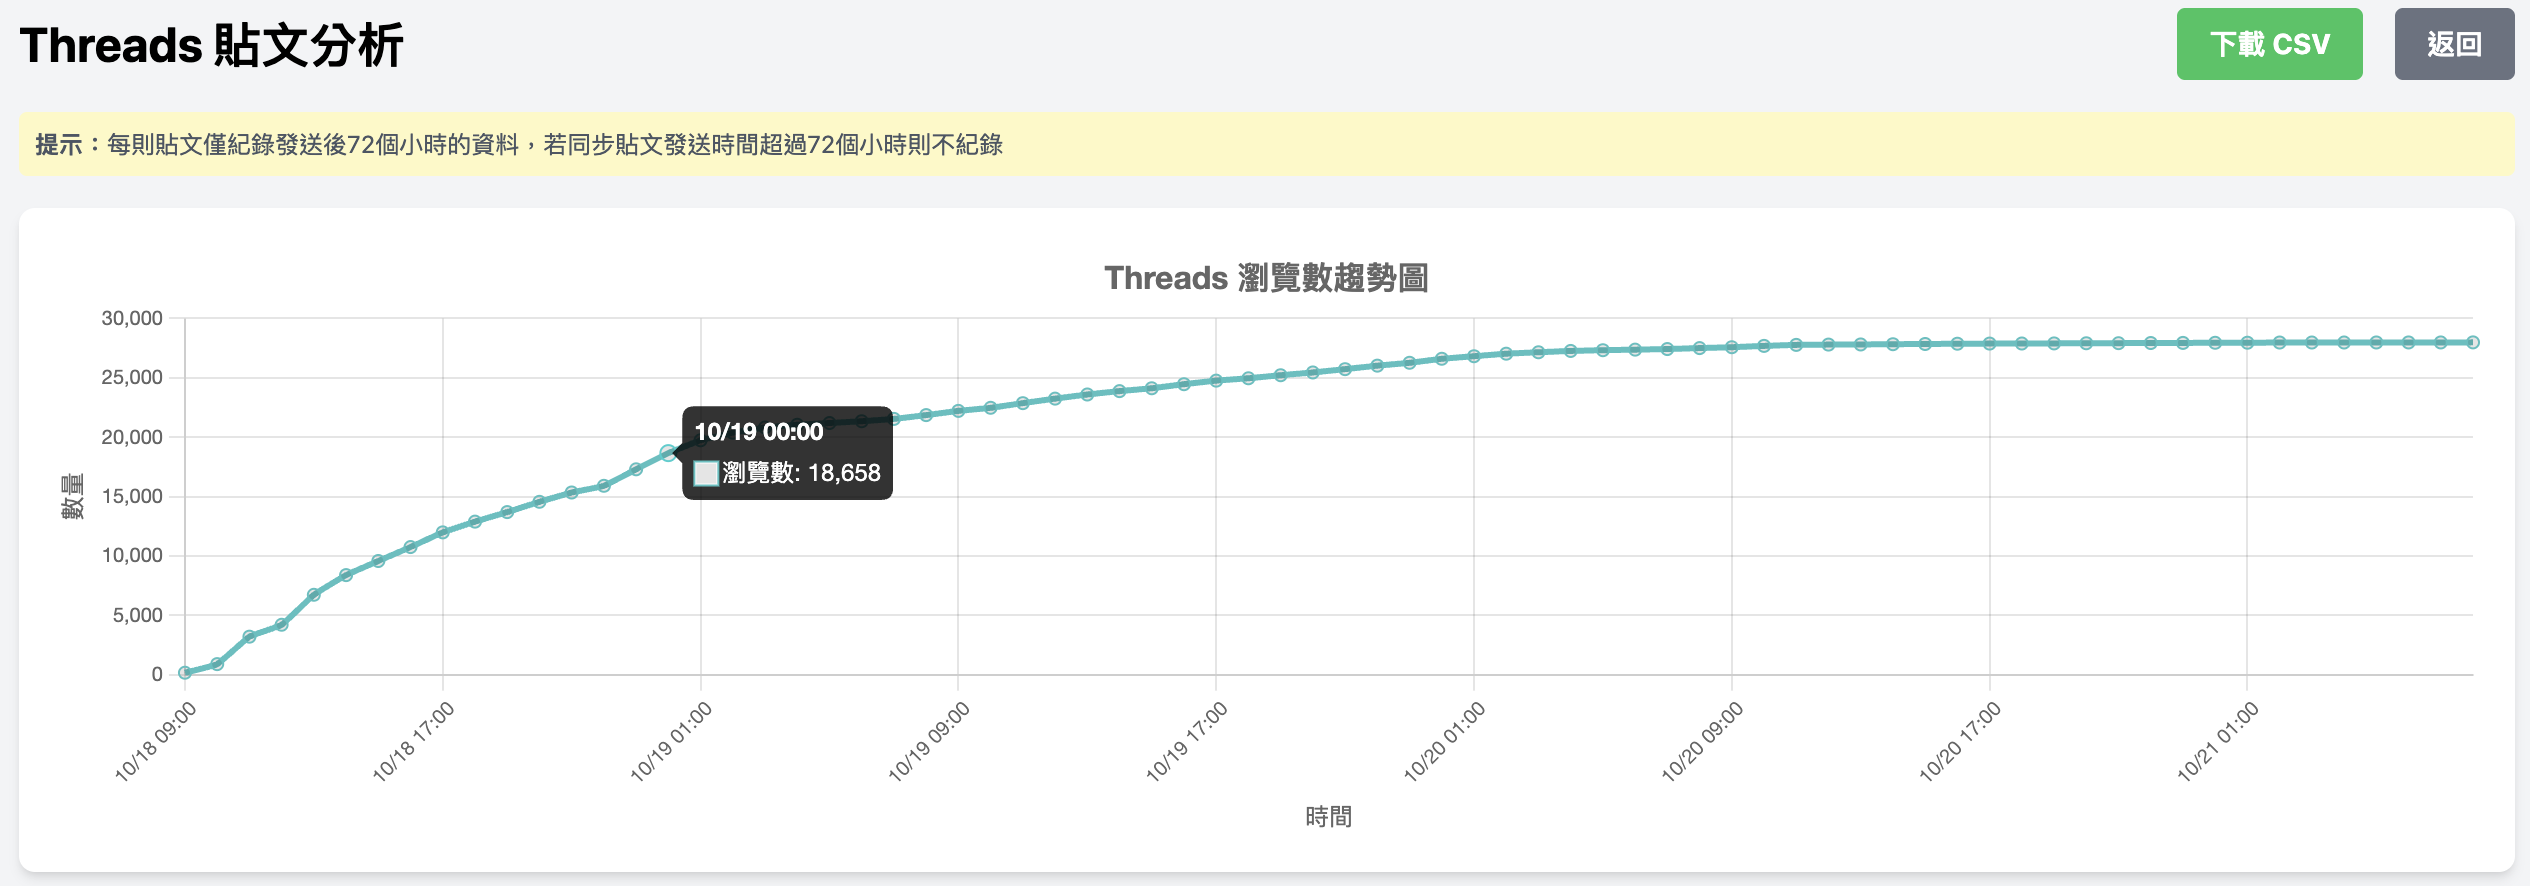 Threads 貼文分析
下載 CSV
返回
提示：每則貼文僅紀錄發送後72個小時的資料，若同步貼文發送時間超過72個小時則不紀錄
Threads 瀏覽數趨勢圖
30,000
25,000
20,000
15,000
10,000
5,000
0
數量
10/19 00:00
瀏覽數: 18,658
10/18 09:00
10/18 17:00
10/19 01:00
10/19 09:00
10/19 17:00
10/20 01:00
10/20 09:00
10/20 17:00
10/21 01:00
時間